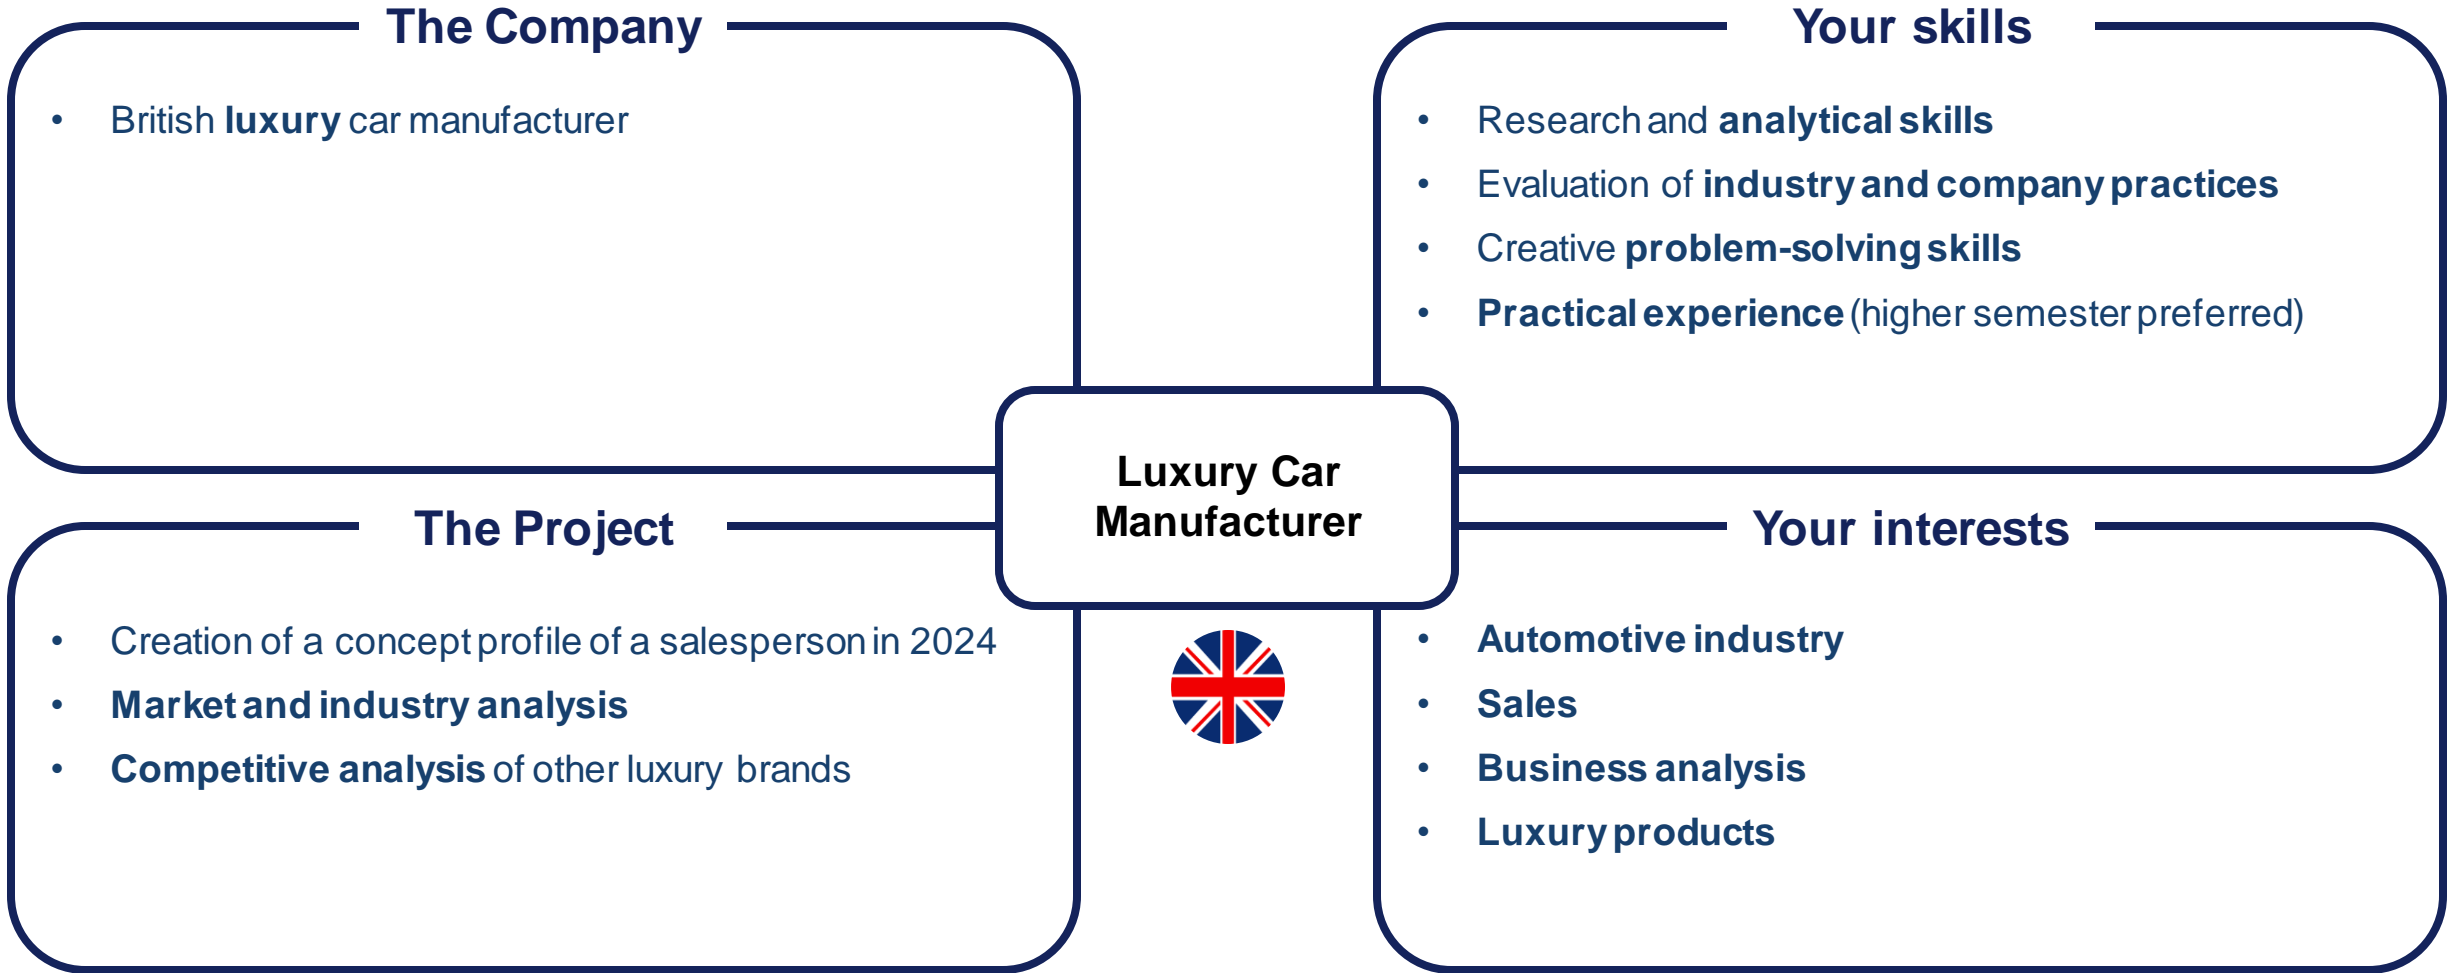 The Company
• British luxury car manufacturer
Your skills
• Research and analytical skills
• Evaluation of industry and company practices
• Creative problem-solving skills
• Practical experience (higher semester preferred)
Luxury Car
Manufacturer
The Project
• Creation of a concept profile of a salesperson in 2024
• Market and industry analysis
• Competitive analysis of other luxury brands
Your interests
• Automotive industry
• Sales
• Business analysis
• Luxury products